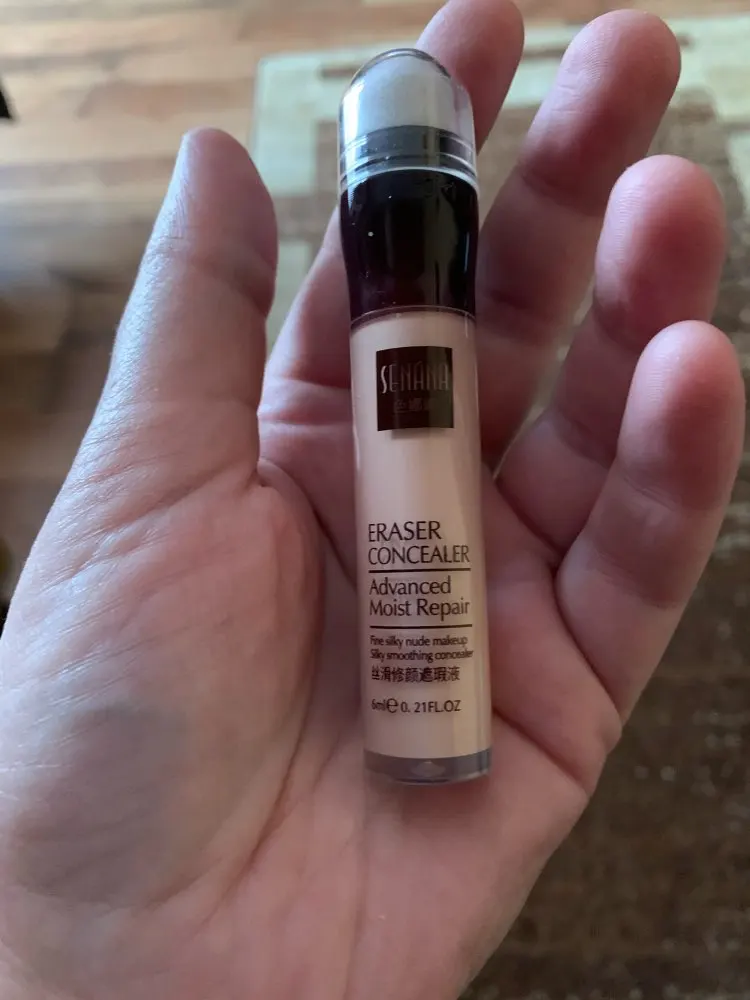 SENANA
ERASER
CONCEALER
Advanced
Moist Repair
Fine silky nude makeup
Silky smoothing concealer
丝滑修颜遮瑕液
6ml℮0. 21FL.OZ